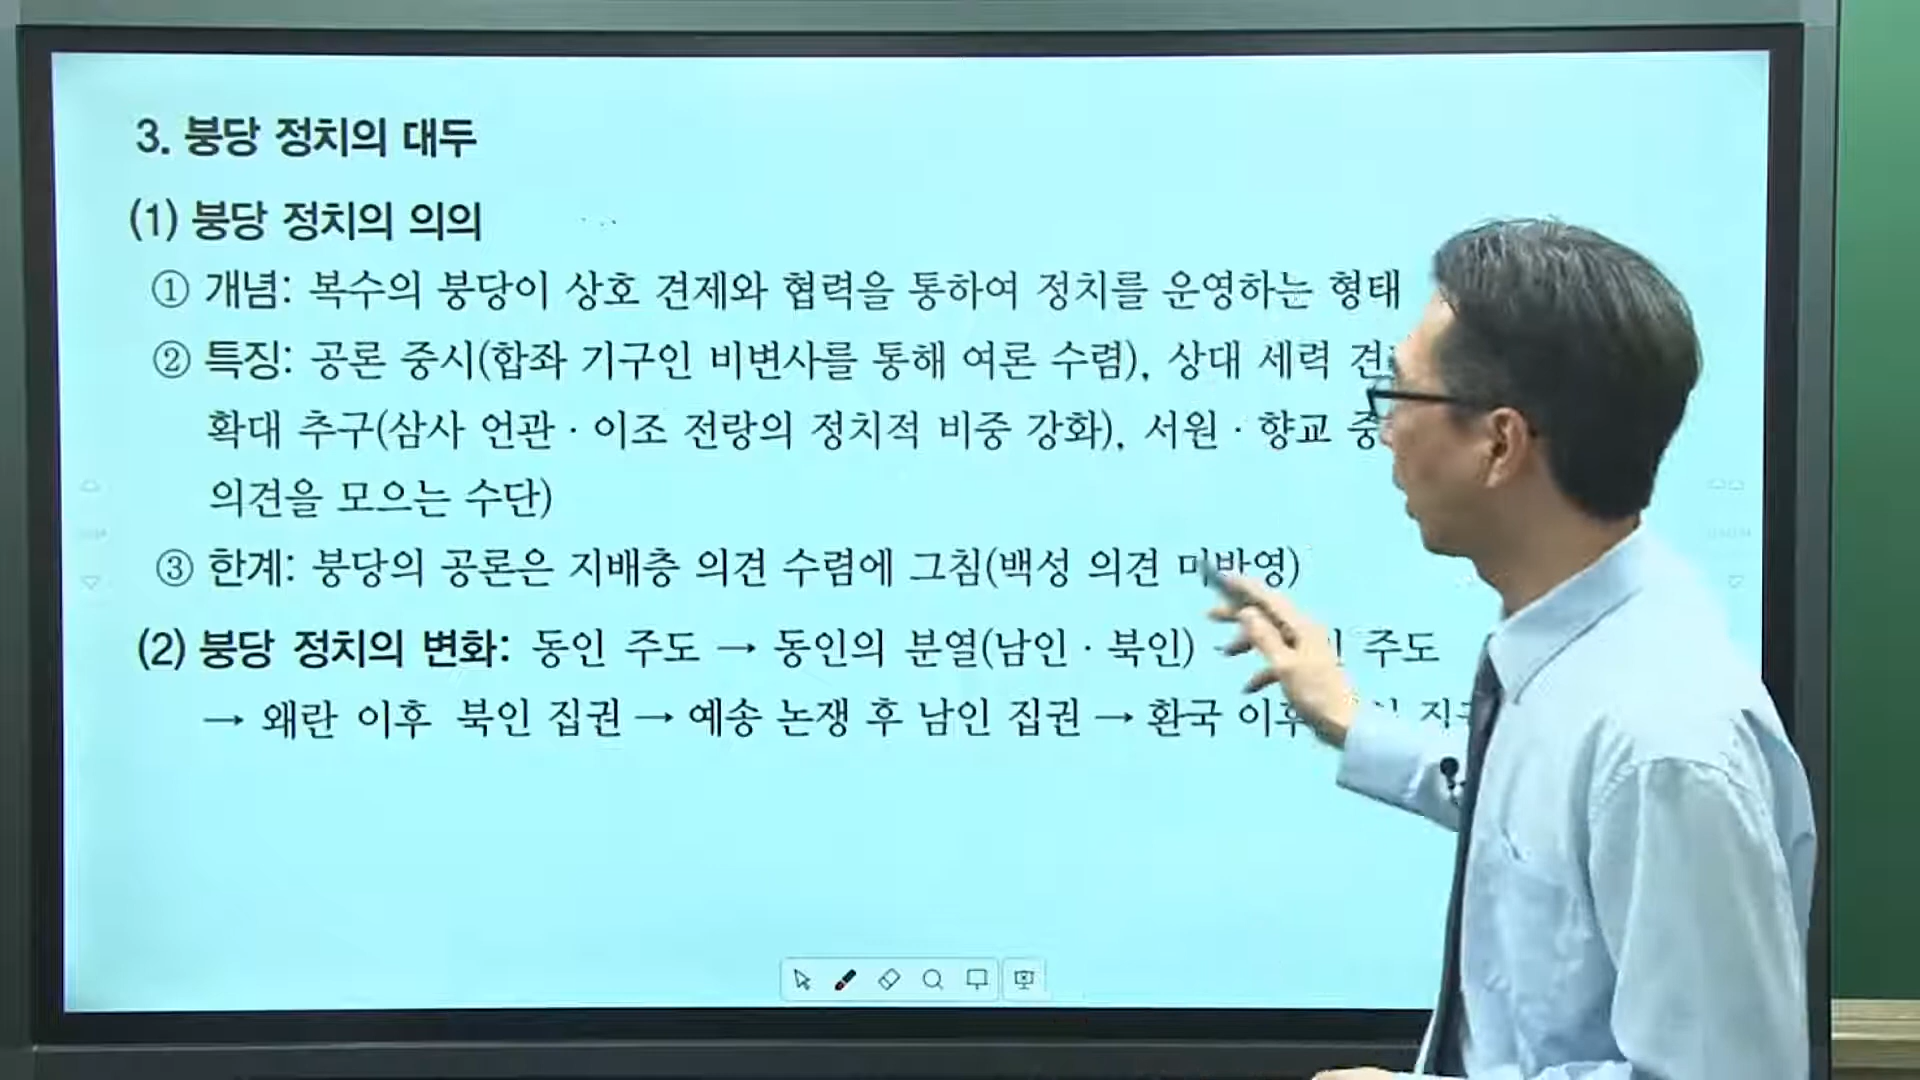 3. 붕당 정치의 대두
(1) 붕당 정치의 의의
① 개념: 복수의 붕당이 상호 견제와 협력을 통하여 정치를 운영하는 형태
② 특징: 공론 중시(합좌 기구인 비변사를 통해 여론 수렴), 상대 세력
확대 추구(삼사 언관 · 이조 전랑의 정치적 비중 강화), 서원 · 향교
의견을 모으는 수단)
③ 한계: 붕당의 공론은 지배층 의견 수렴에 그침(백성 의견 미반영)
(2) 붕당 정치의 변화: 동인 주도 → 동인의 분열(남인 · 북인) 주도
→ 왜란 이후 북인 집권 → 예송 논쟁 후 남인 집권 → 환국 이후